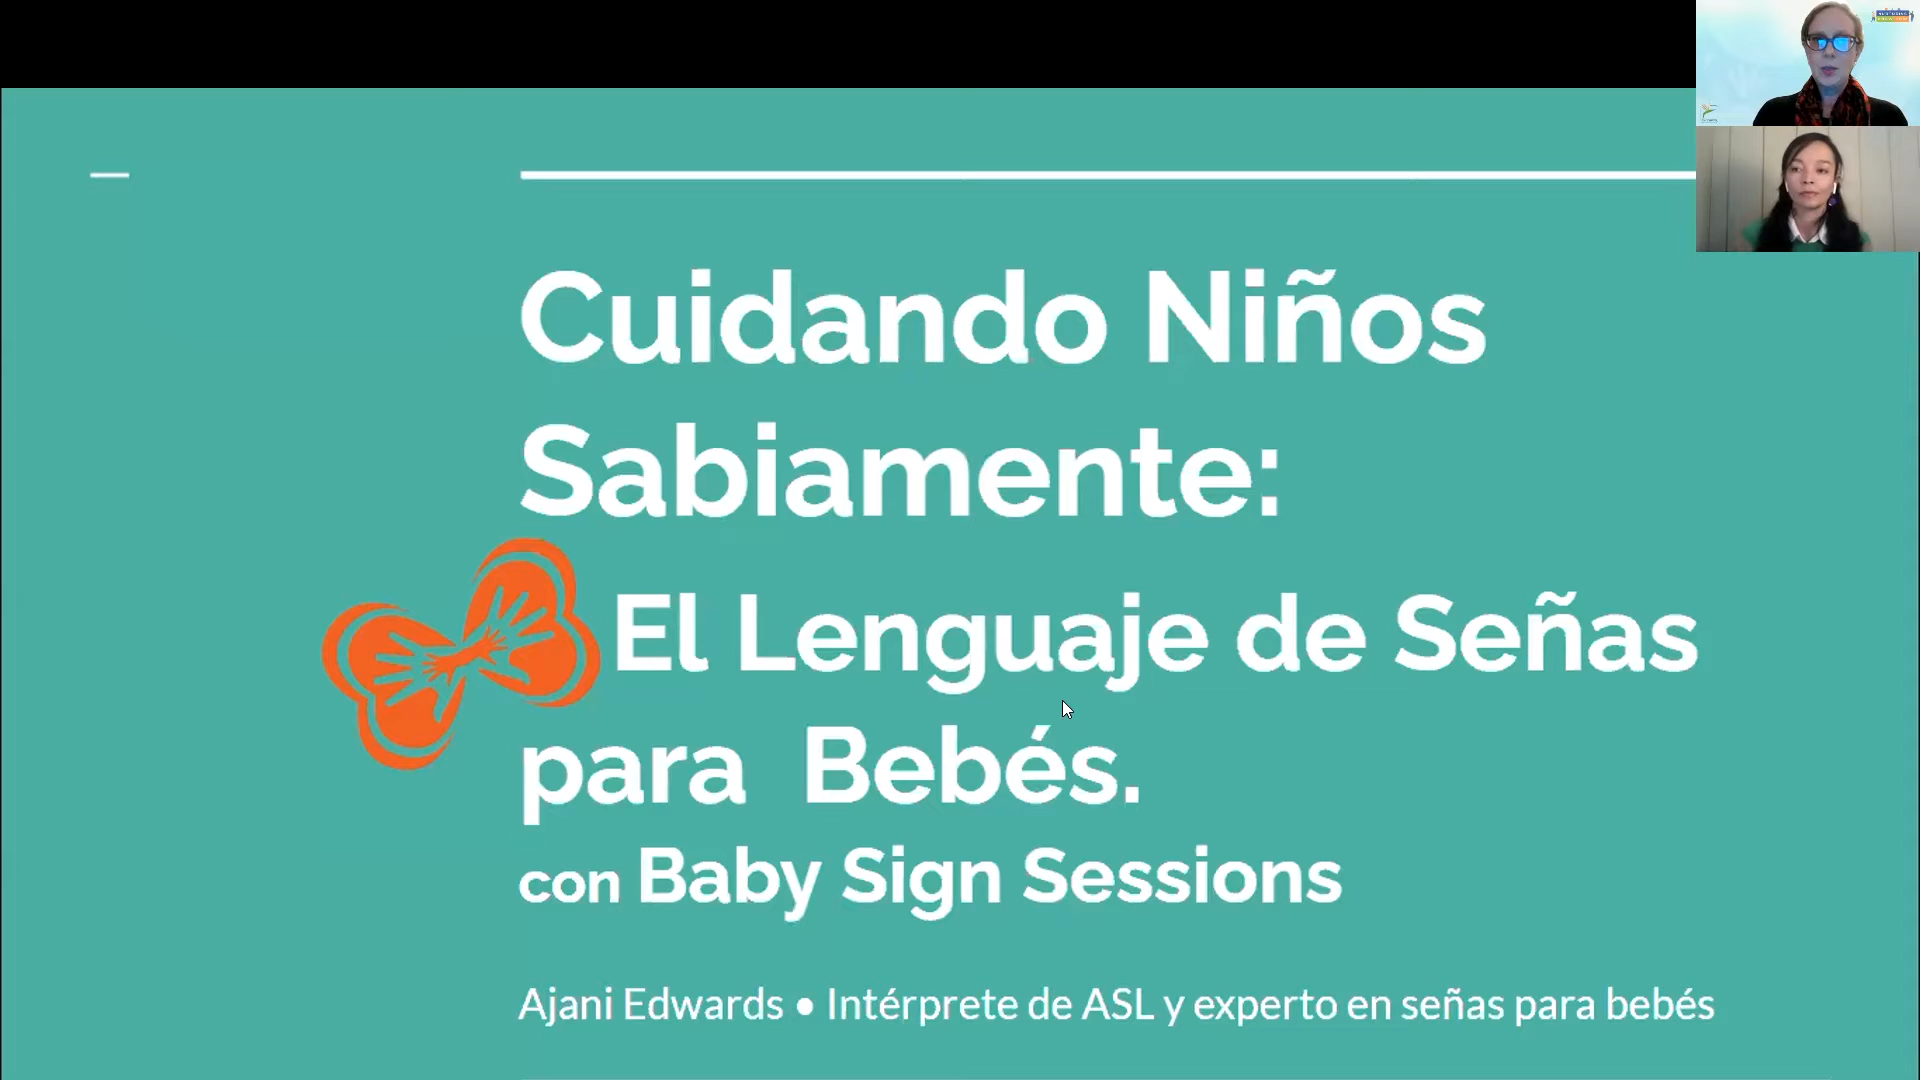 Cuidando Niños
Sabiamente:
El Lenguaje de Señas
para Bebés.
con Baby Sign Sessions
Ajani Edwards • Intérprete de ASL y experto en señas para bebés